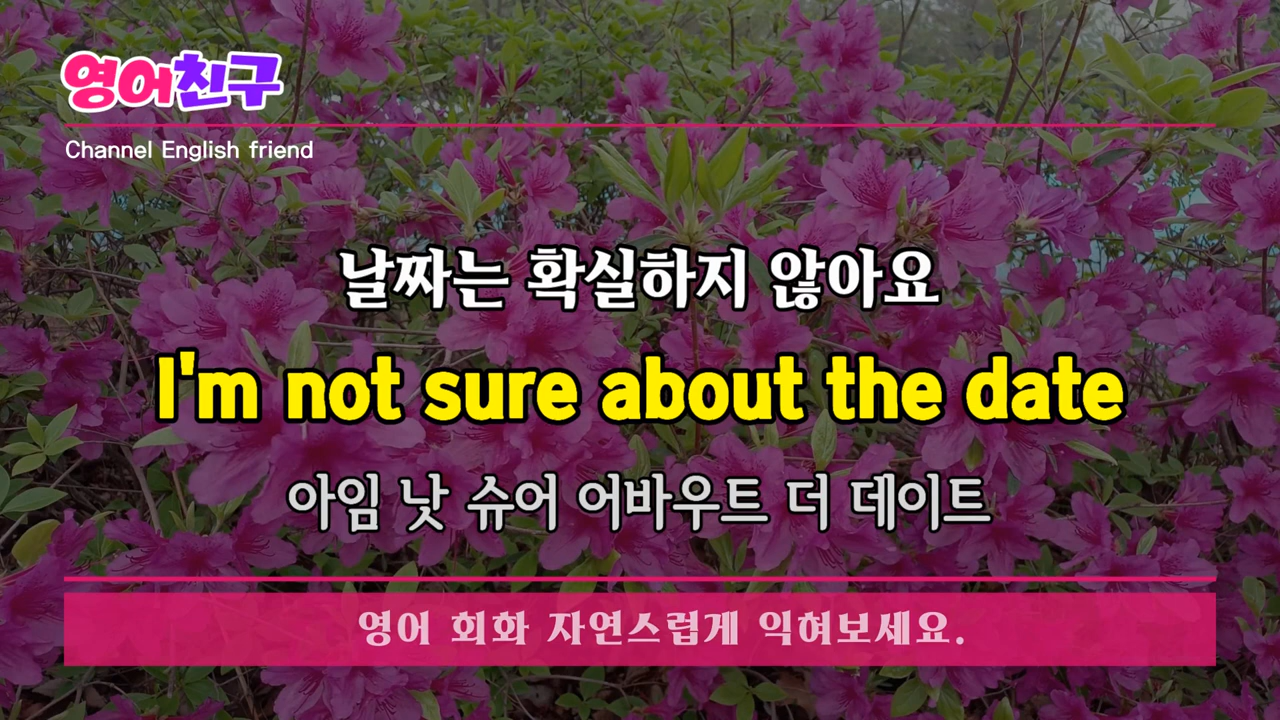 영어친구
Channel English friend
날짜는 확실하지 않아요
I'm not sure about the date
아임 낫 슈어 어바우트 더 데이트
영어 회화 자연스럽게 익혀보세요.